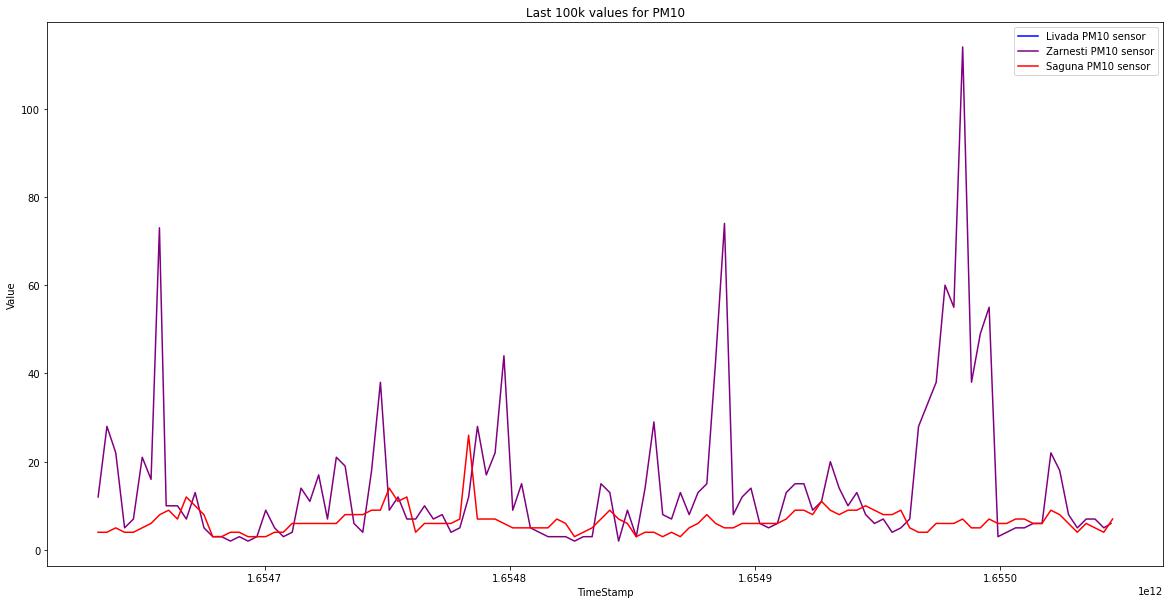 Last 100k values for PM10
Livada PM10 sensor
Zarnesti PM10 sensor
Saguna PM10 sensor
100
80
60
40
20
0
Value
1.6547 1.6548 1.6549 1.6550
1e12
TimeStamp